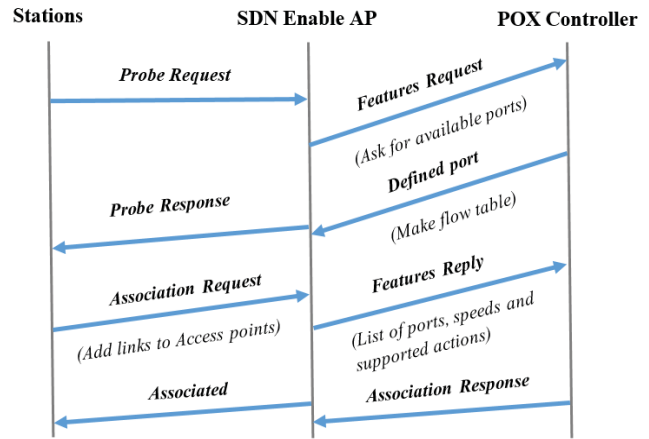 Stations
SDN Enable AP
POX Controller
Probe Request
Features Request
(Ask for available ports)
Defined port
(Make flow table)
Probe Response
Association Request
(Add links to Access points)
Features Reply
(List of ports, speeds and
supported actions)
Associated
Association Response